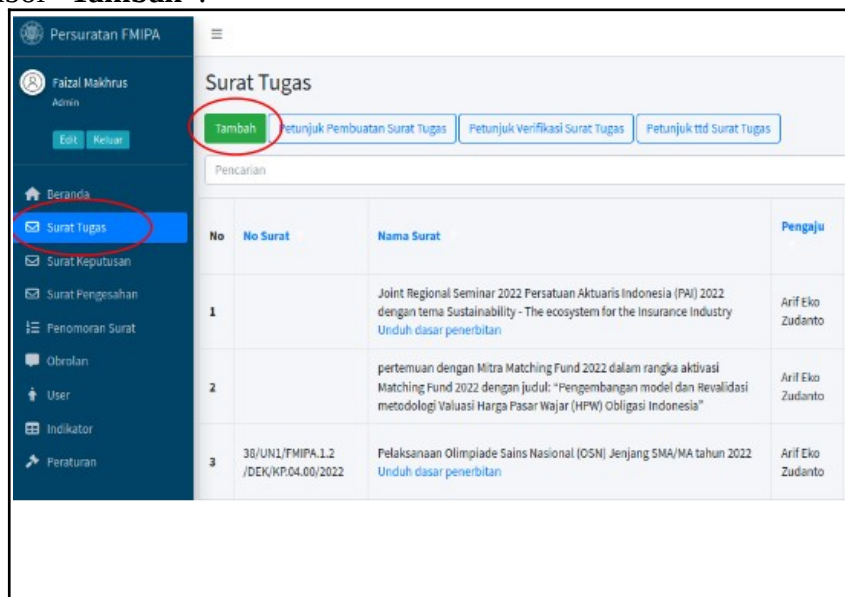 Persuratan FMIPA
Faizal Makhrus
Admin
Edit Keluar
Beranda
Surat Tugas
Surat Keputusan
Surat Pengesahan
Penomoran Surat
Obrolan
User
Indikator
Peraturan
Surat Tugas
Tambah Petunjuk Pembuatan Surat Tugas Petunjuk Verifikasi Surat Tugas Petunjuk ttd Surat Tugas
Pencarian
No No Surat Nama Surat Pengaju
1
Joint Regional Seminar 2022 Persatuan Aktuaris Indonesia (PAI) 2022
dengan tema Sustainability - The ecosystem for the Insurance Industry
Unduh dasar penerbitan
Arif Eko
Zudanto
2
pertemuan dengan Mitra Matching Fund 2022 dalam rangka aktivasi
Matching Fund 2022 dengan judul: “Pengembangan model dan Revalidasi
metodologi Valuasi Harga Pasar Wajar (HPW) Obligasi Indonesia”
Arif Eko
Zudanto
3
38/UN1/FMIPA.1.2
/DEK/KP.04.00/2022
Pelaksanaan Olimpiade Sains Nasional (OSN) Jenjang SMA/MA tahun 2022
Unduh dasar penerbitan
Arif Eko
Zudanto